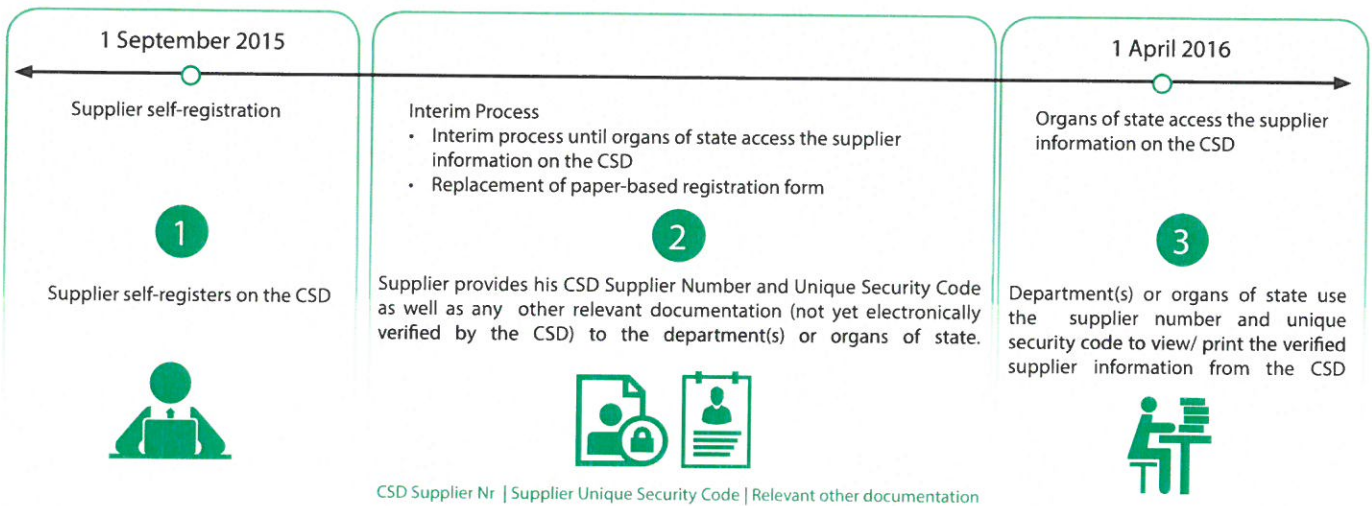 1 September 2015
Supplier self-registration
1
Supplier self-registers on the CSD
Interim Process
• Interim process until organs of state access the supplier
information on the CSD
• Replacement of paper-based registration form
2
Supplier provides his CSD Supplier Number and Unique Security Code
as well as any other relevant documentation (not yet electronically
verified by the CSD) to the department(s) or organs of state.
CSD Supplier Nr | Supplier Unique Security Code | Relevant other documentation
1 April 2016
Organs of state access the supplier
information on the CSD
3
Department(s) or organs of state use
the supplier number and unique
security code to view/ print the verified
supplier information from the CSD